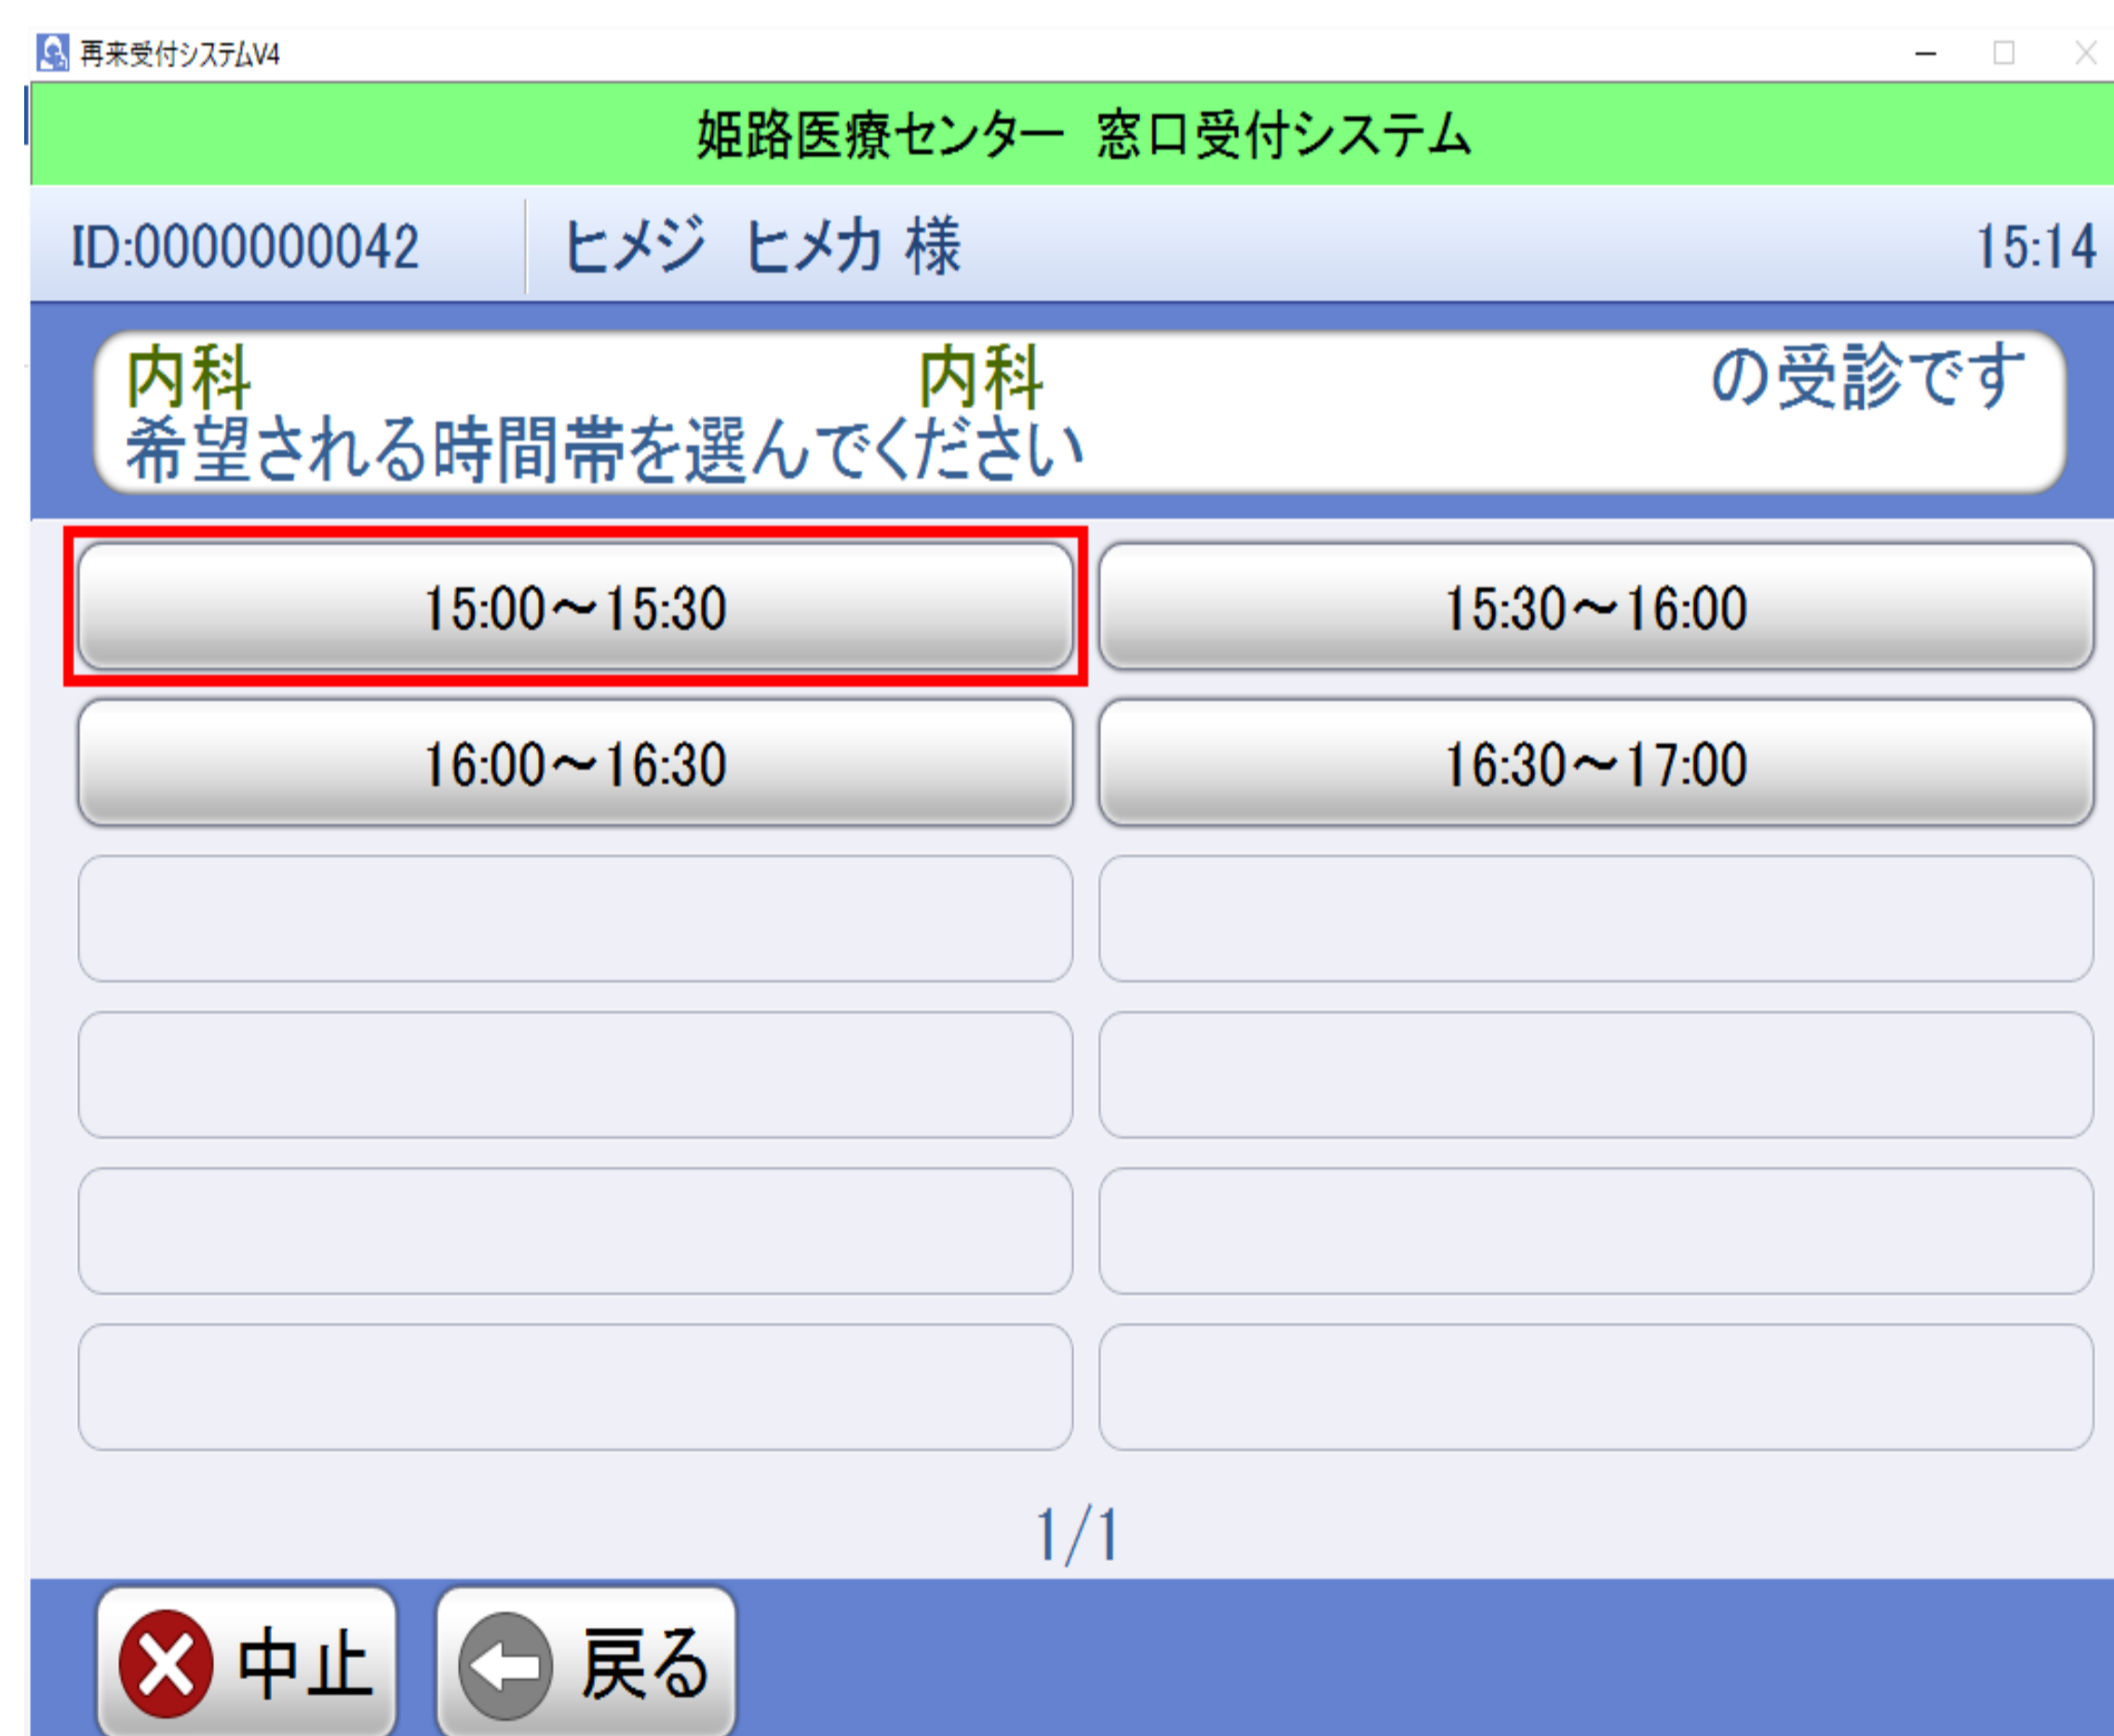 再来受付システムV4
姫路医療センター 窓口受付システム
ID:0000000042 ヒメジ ヒメカ 様 15:14
内科 内科 の受診です
希望される時間帯を選んでください
15:00～15:30 15:30～16:00
16:00～16:30 16:30～17:00
1/1
中止 戻る